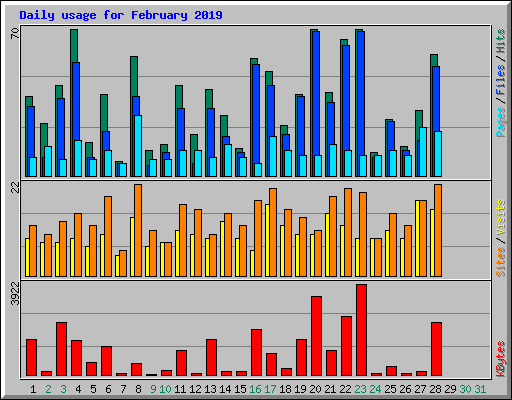 Daily usage for February 2019
70
Pages / Files / Hits
22
Sites / Visits
3922
KBytes
1 2 3 4 5 6 7 8 9 10 11 12 13 14 15 16 17 18 19 20 21 22 23 24 25 26 27 28 29 30 31